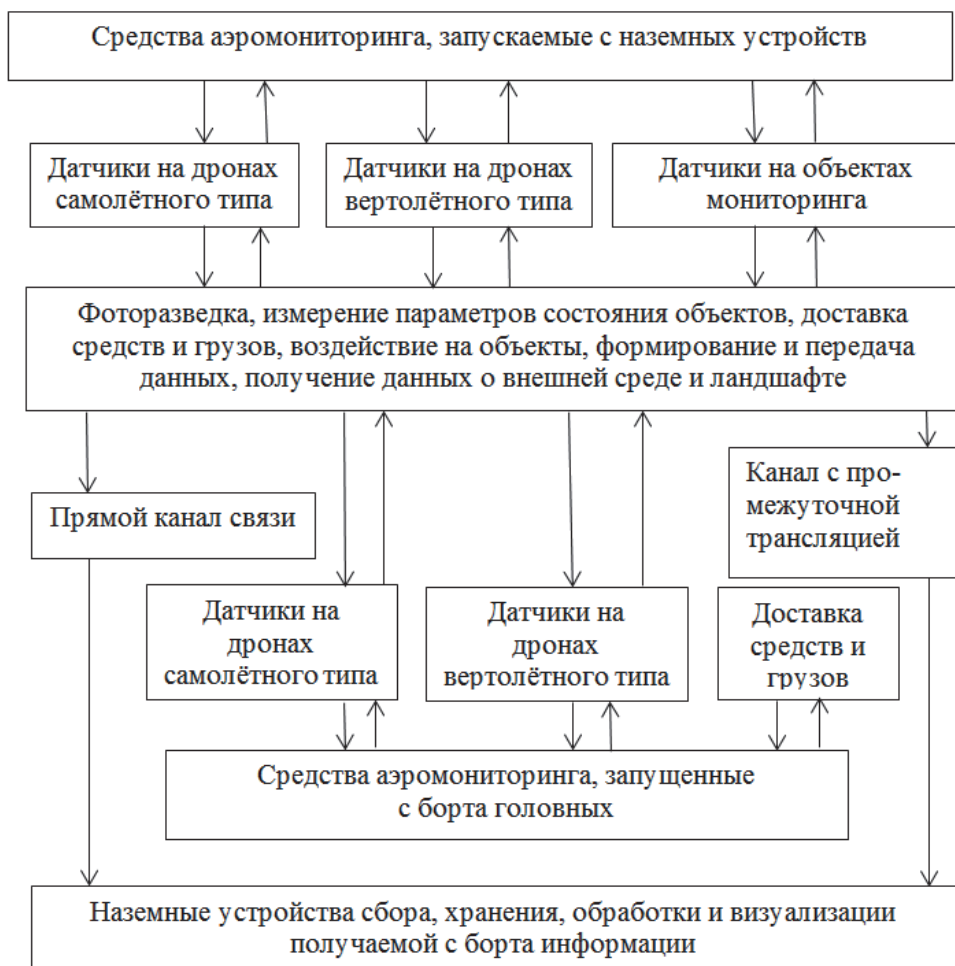 Средства аэромониторинга, запускаемые с наземных устройств
Датчики на дронах
самолётного типа
Датчики на дронах
вертолётного типа
Датчики на объектах
мониторинга
Фоторазведка, измерение параметров состояния объектов, доставка
средств и грузов, воздействие на объекты, формирование и передача
данных, получение данных о внешней среде и ландшафте
Прямой канал связи
Канал с про-
межуточной
трансляцией
Датчики на
дронах
самолётного типа
Датчики на
дронах
вертолётного типа
Доставка
средств и
грузов
Средства аэромониторинга, запущенные
с борта головных
Наземные устройства сбора, хранения, обработки и визуализации
получаемой с борта информации